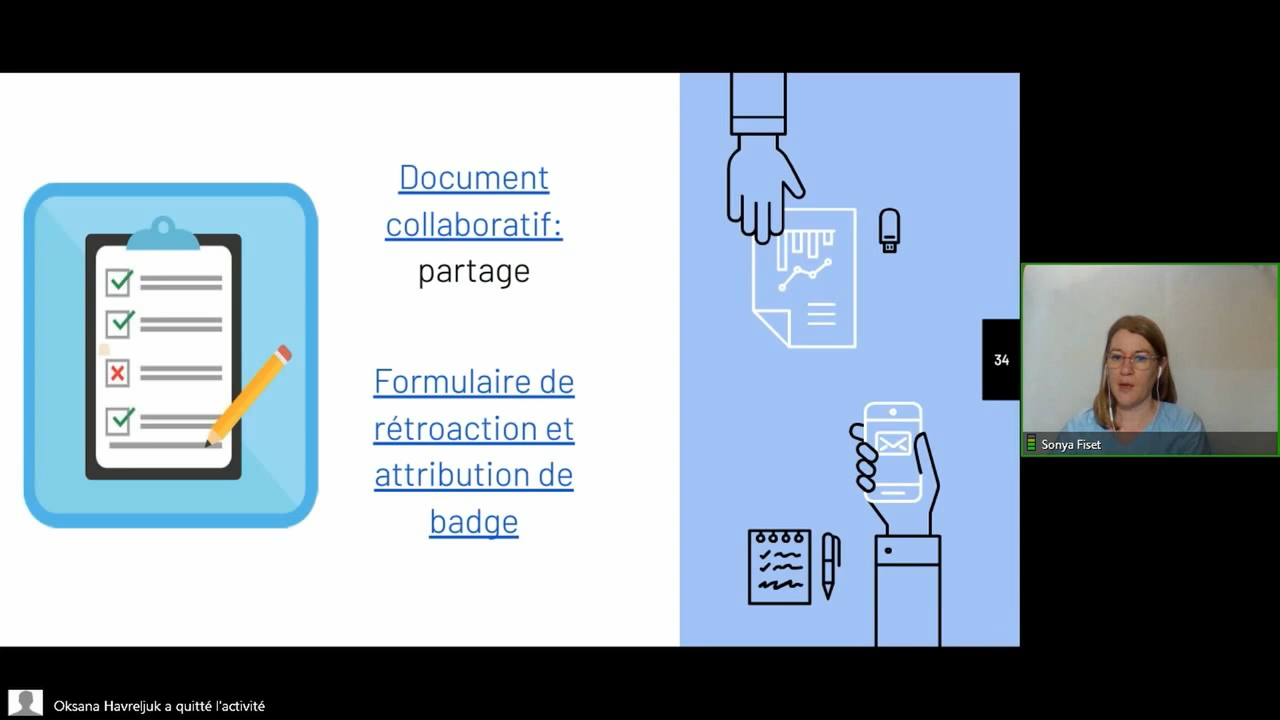 Document
collaboratif:
partage
Formulaire de
rétroaction et
attribution de
badge
34
Sonya Fiset
Oksana Havreljuk a quitté l'activité